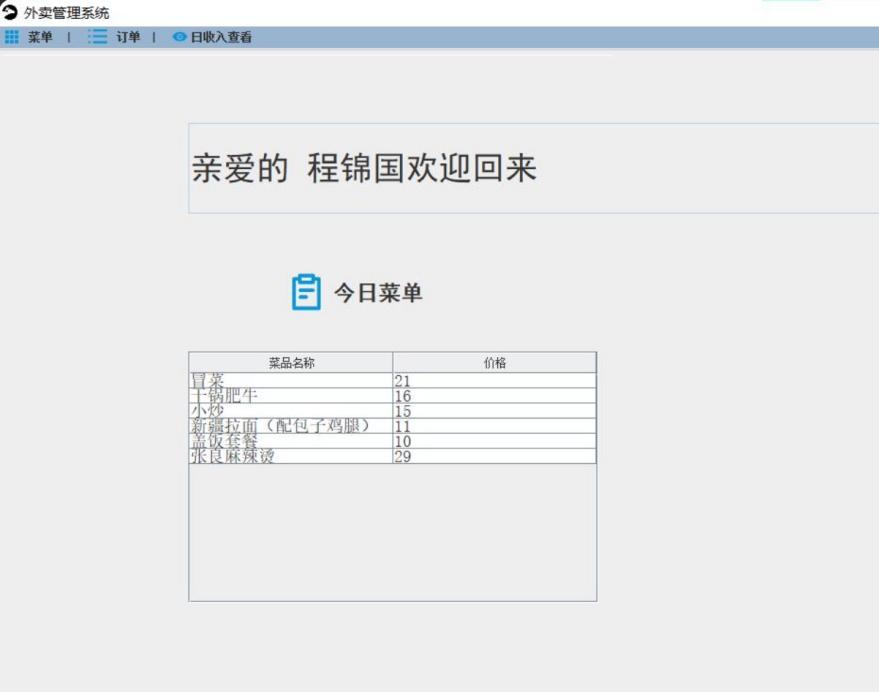 外卖管理系统
菜单 | 订单 | 日收入查看
亲爱的 程锦国欢迎回来
今日菜单
菜品名称 价格
冒菜 21
干锅肥牛 16
小炒 15
新疆拉面（配包子鸡腿） 11
盖饭套餐 10
张良麻辣烫 29